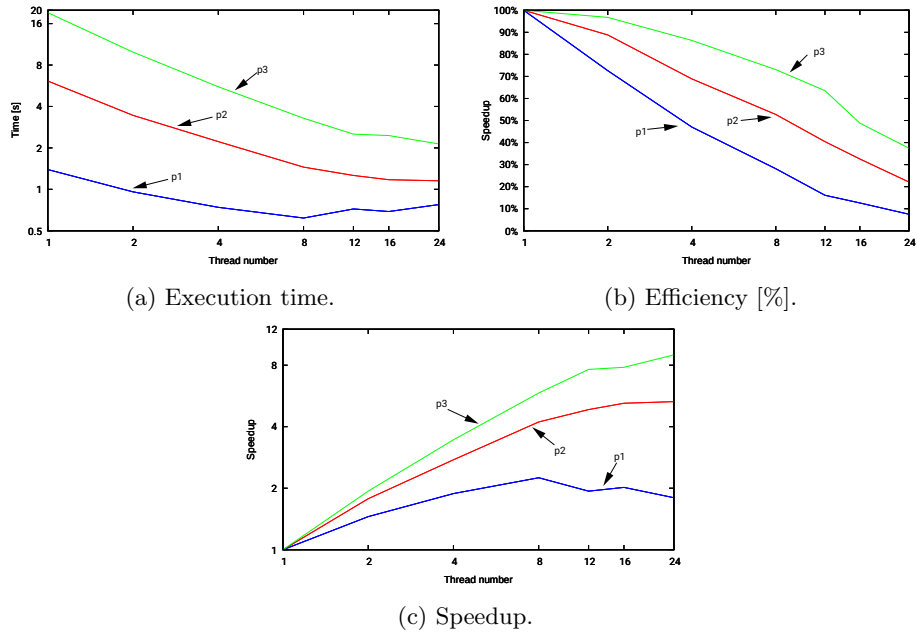 20
16
8
4
2
1
0.5
Time [s]
p3
p2
p1
1 2 4 8 12 16 24
Thread number
(a) Execution time.
100%
90%
80%
70%
60%
50%
40%
30%
20%
10%
0%
Speedup
p3
p1
p2
1 2 4 8 12 16 24
Thread number
(b) Efficiency [%].
12
8
4
2
1
Speedup
p3
p2
p1
1 2 4 8 12 16 24
Thread number
(c) Speedup.